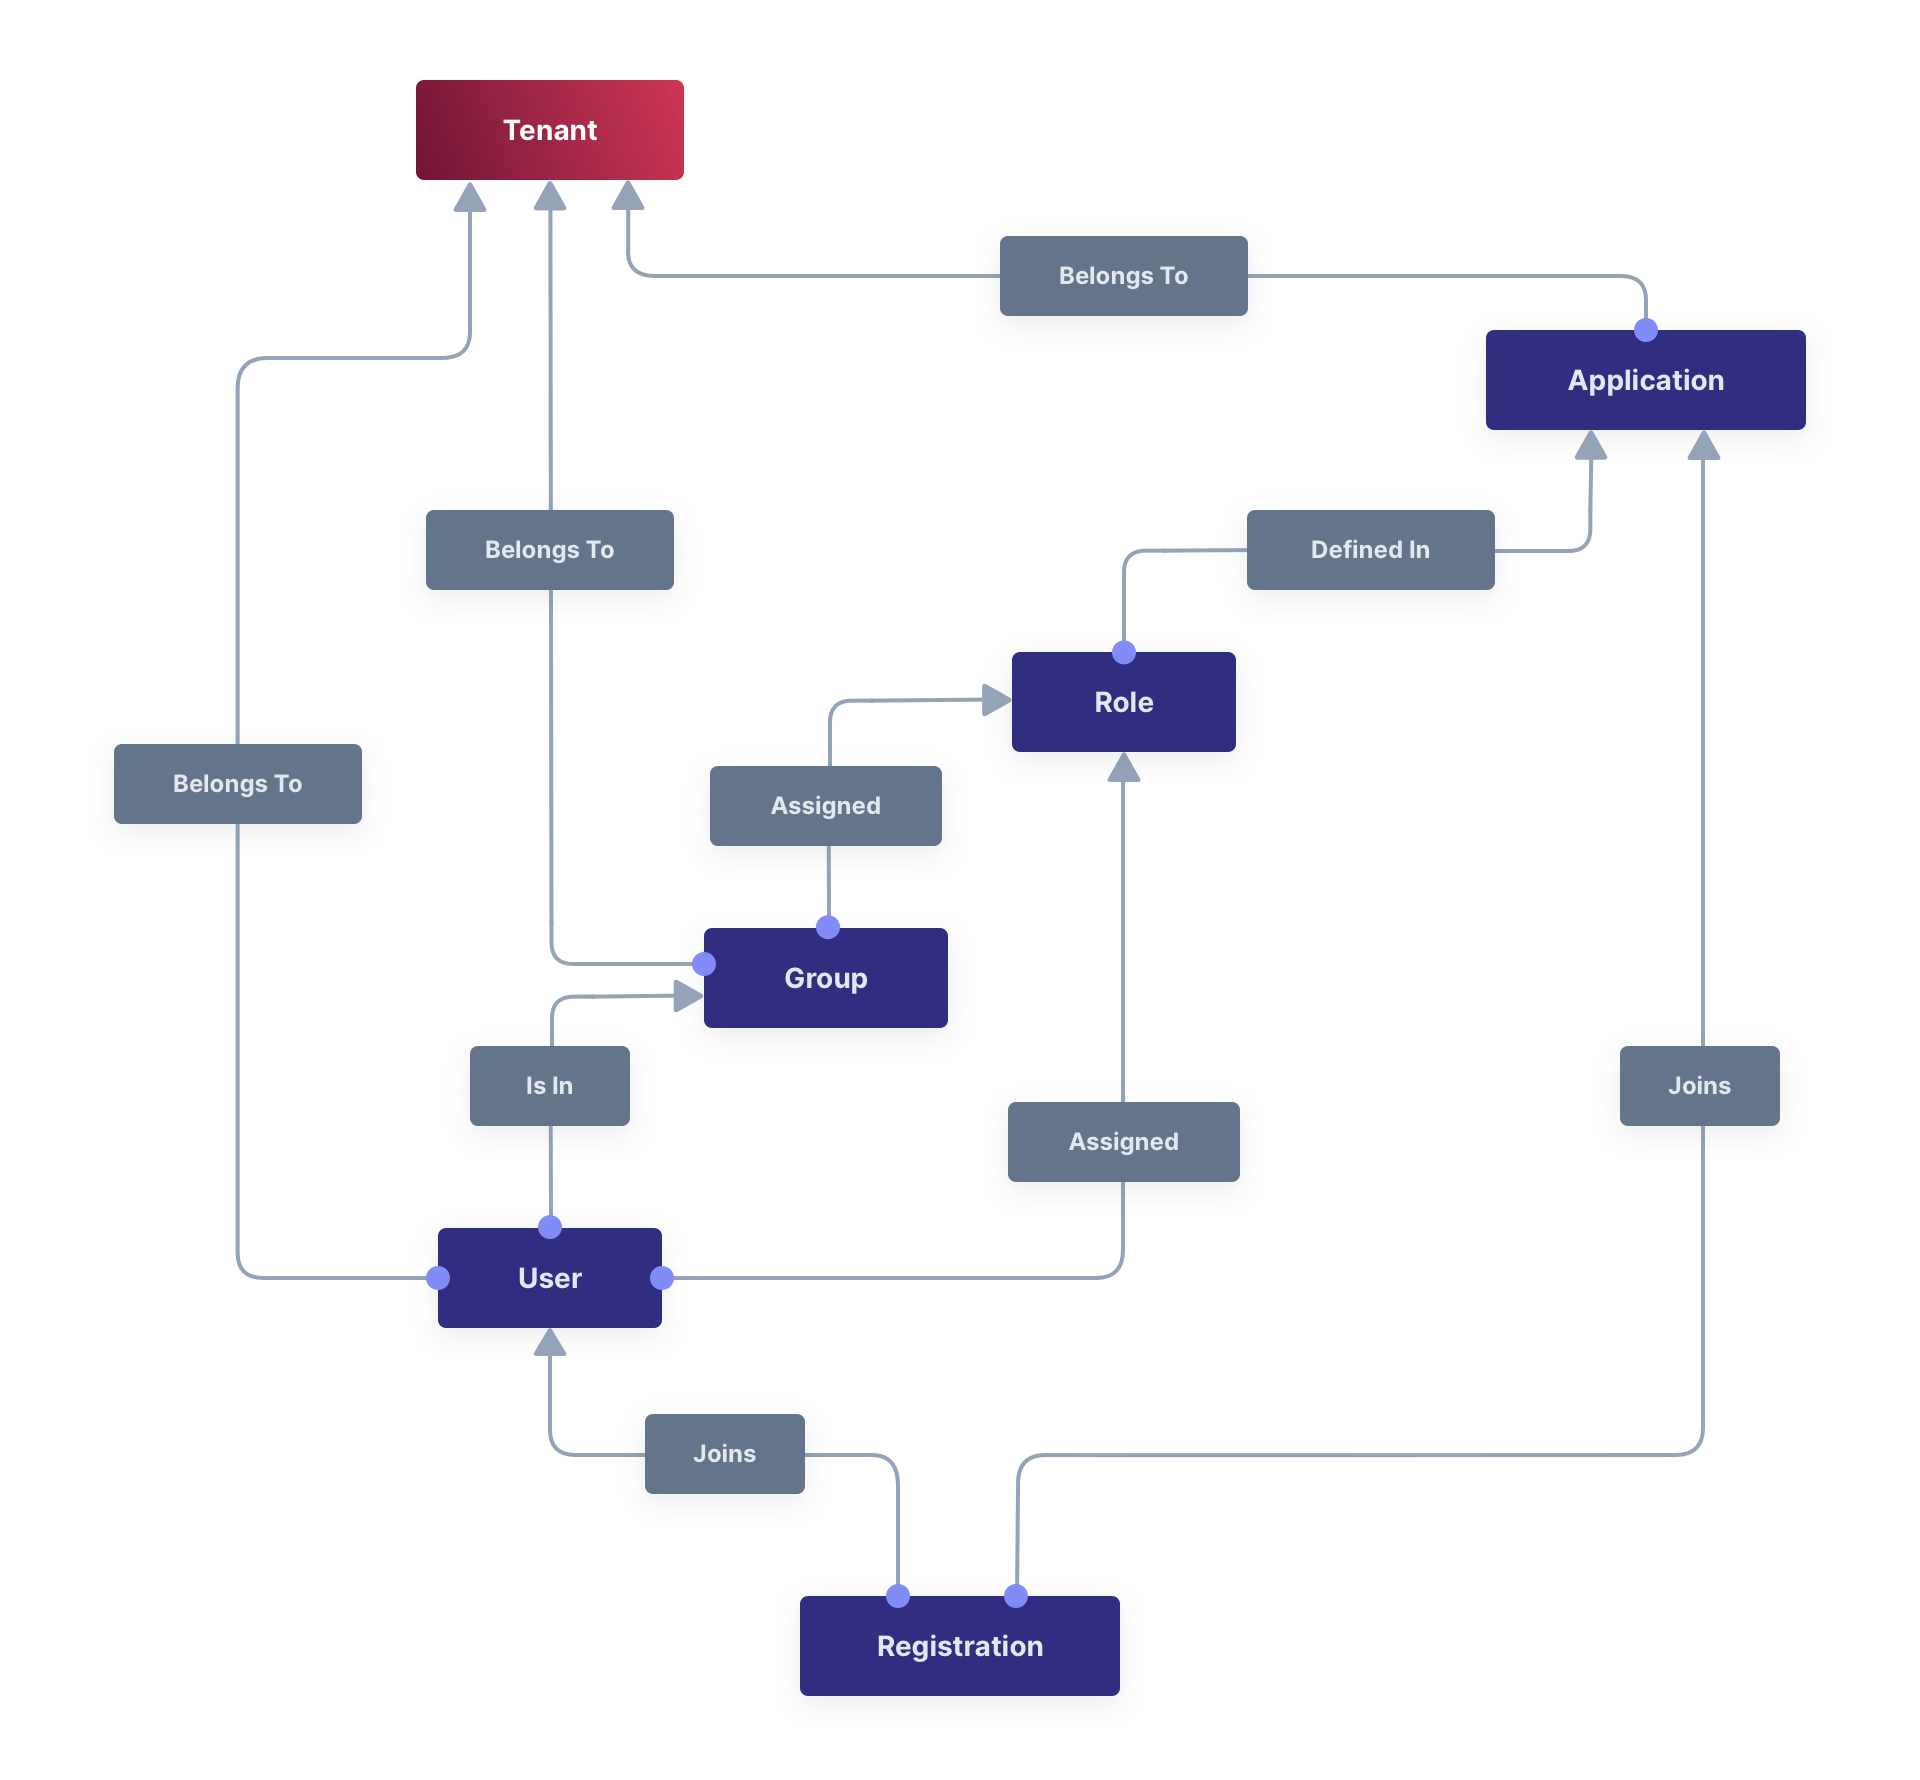 Tenant
Belongs To
Application
Belongs To
Defined In
Role
Belongs To
Assigned
Group
Is In
Joins
Assigned
User
Joins
Registration